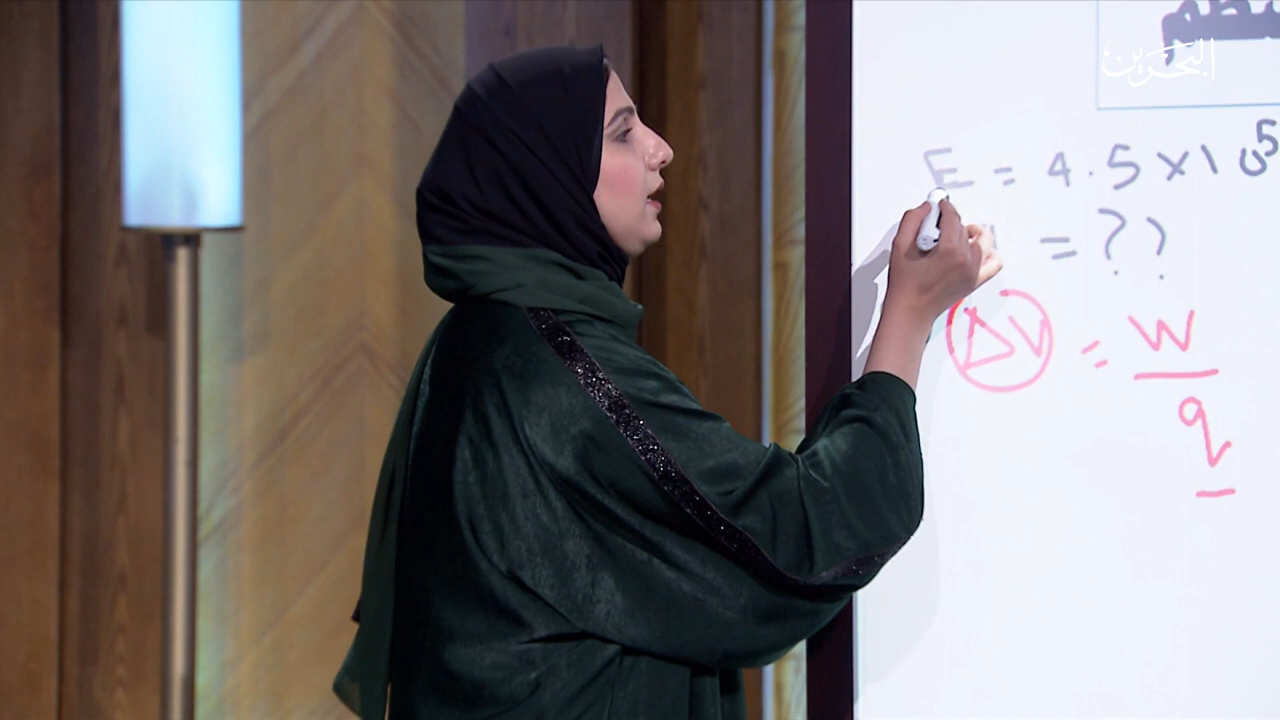 البحرين
E = 4.5 x 10⁵
= ??
ΔV = W
q